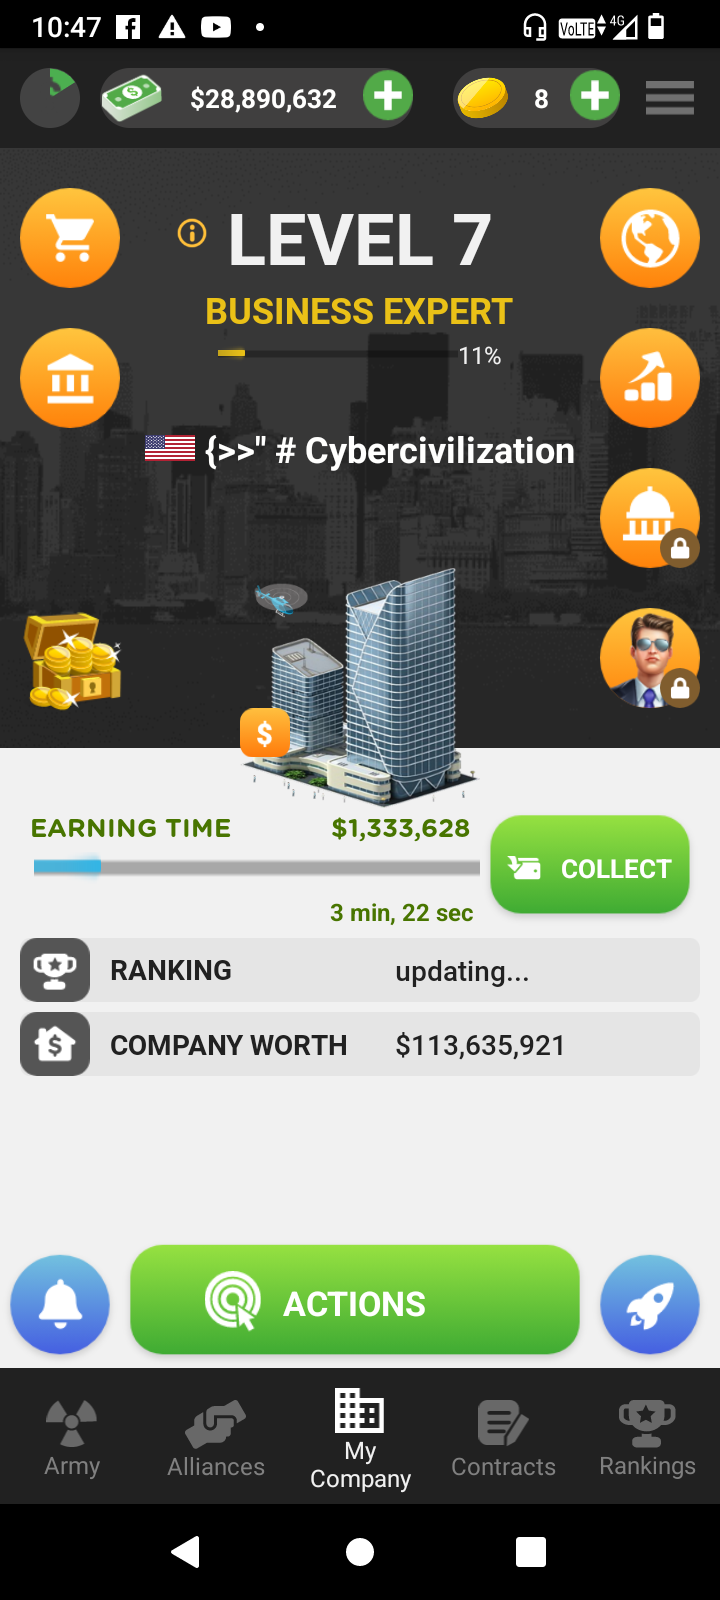 10:47
VoLTE 4G
$28,890,632
8
LEVEL 7
BUSINESS EXPERT
11%
{>>" # Cybercivilization
EARNING TIME $1,333,628
COLLECT
3 min, 22 sec
RANKING updating...
COMPANY WORTH $113,635,921
ACTIONS
Army
Alliances
My
Company
Contracts
Rankings